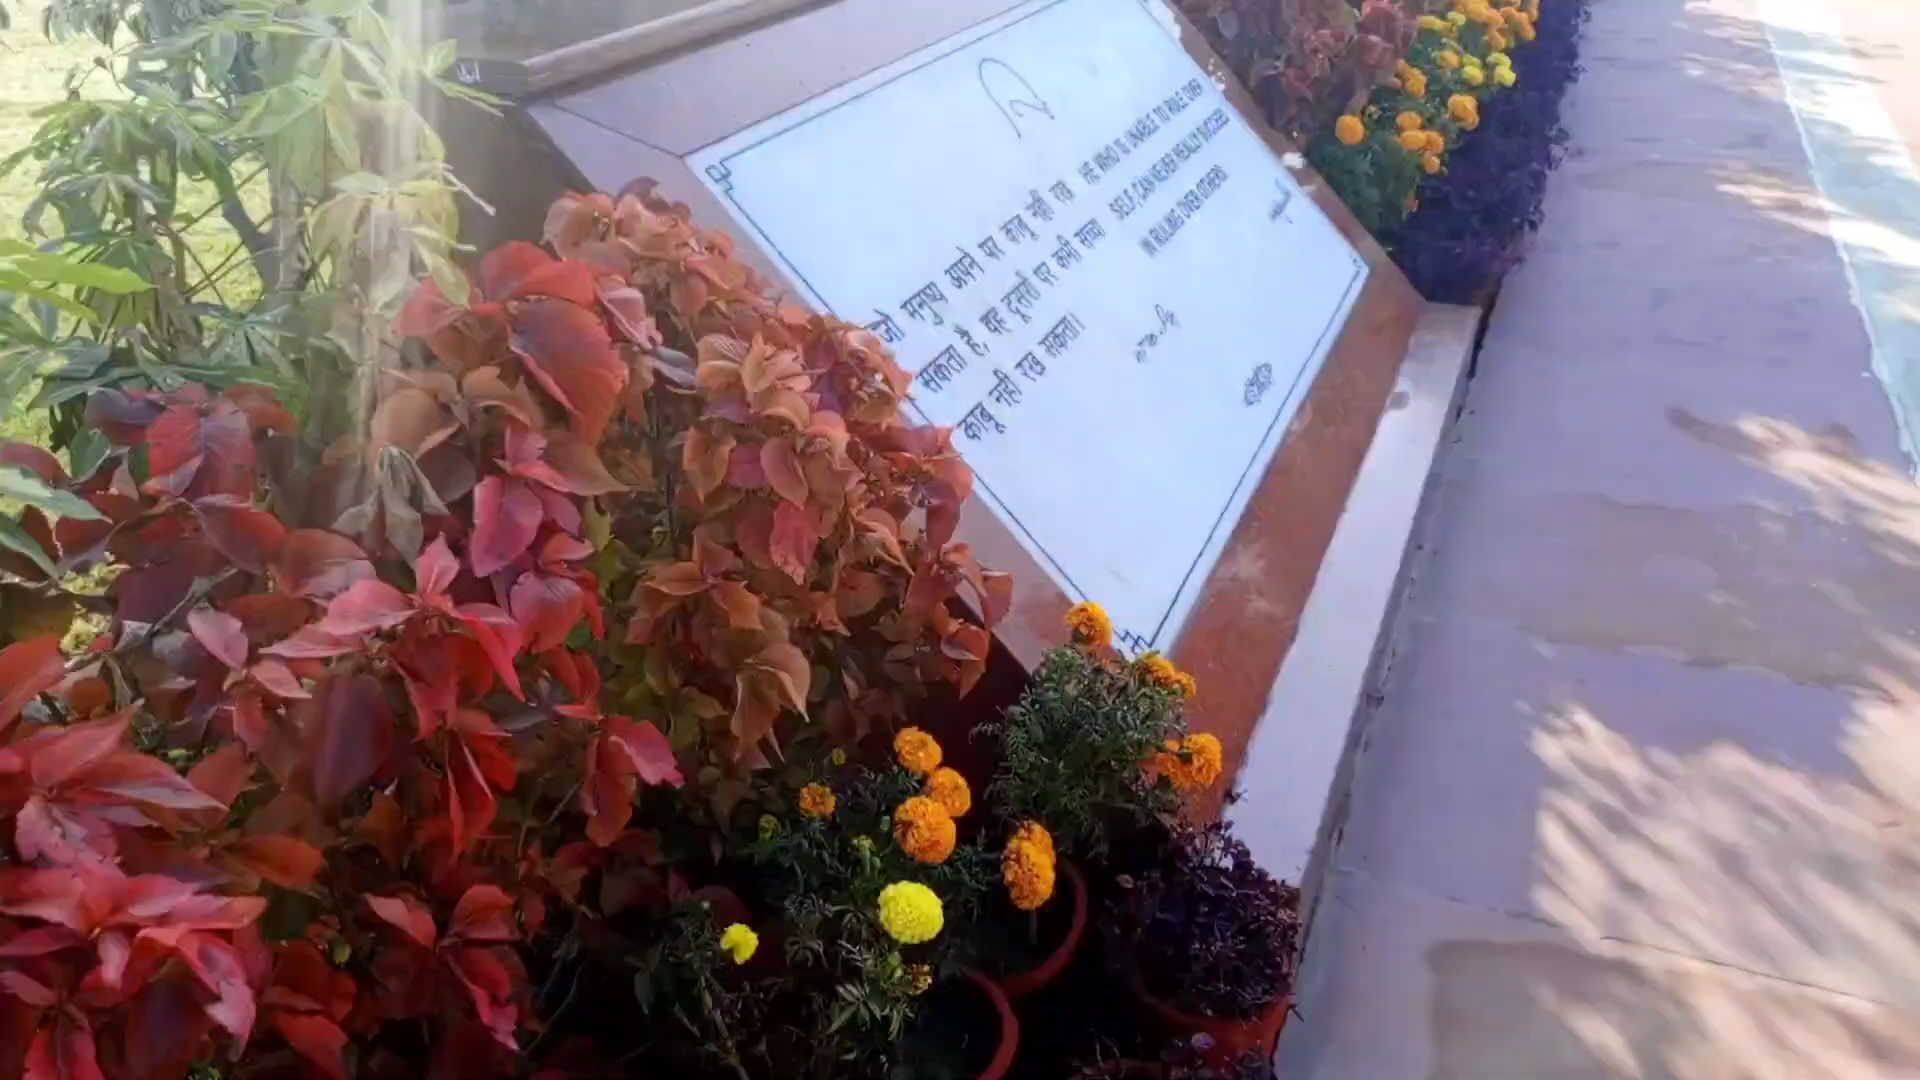 जो मनुष्य अपने पर काबू नहीं रख
सकता है, वह दूसरों पर कभी सच्चा
काबू नहीं रख सकता।
HE WHO IS UNABLE TO RULE OVER
SELF, CAN NEVER REALLY SUCCEED
IN RULING OVER OTHERS